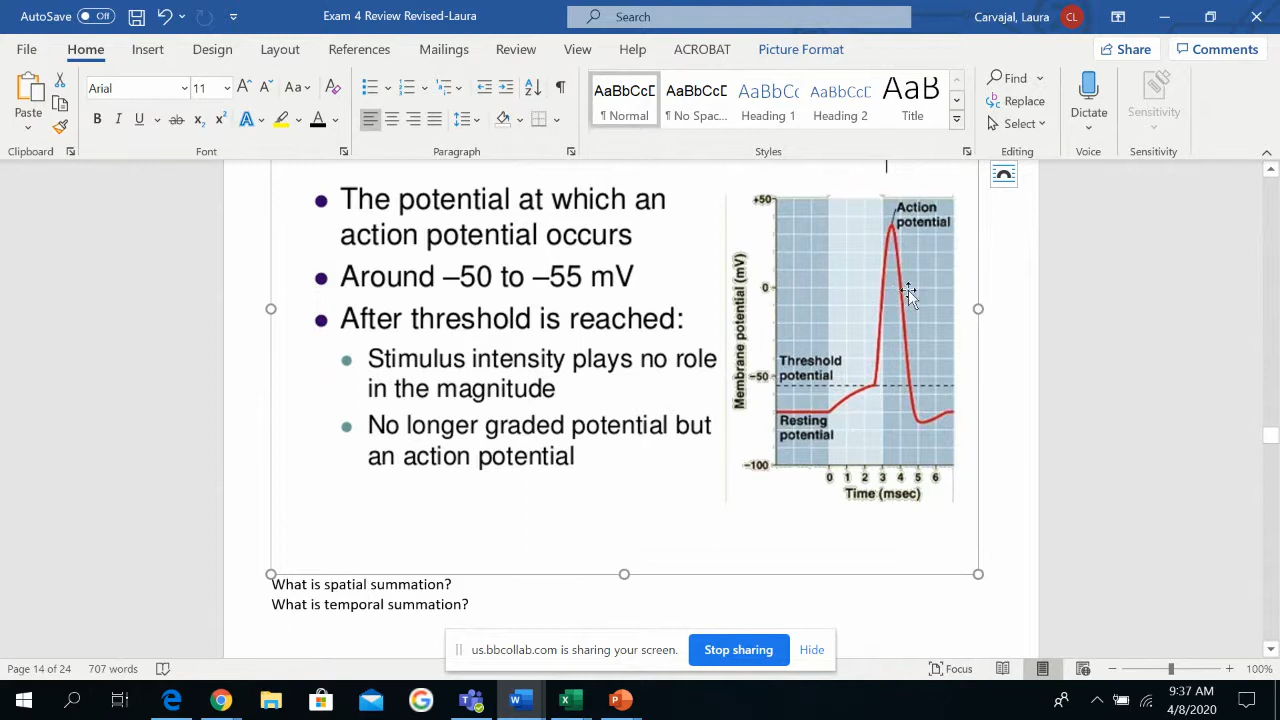 AutoSave Off Exam 4 Review Revised-Laura Search Carvajal, Laura CL
File Home Insert Design Layout References Mailings Review View Help ACROBAT Picture Format Share Comments
Paste
Clipboard
Arial 11
Font
Paragraph
AaBbCcD AaBbCcD AaBbCc AaBbCcD AaB
¶ Normal ¶ No Spac... Heading 1 Heading 2 Title
Styles
Find
Replace
Select
Editing
Dictate
Voice
Sensitivity
Sensitivity
The potential at which an
action potential occurs
Around –50 to –55 mV
After threshold is reached:
Stimulus intensity plays no role
in the magnitude
No longer graded potential but
an action potential
Membrane potential (mV)
+50
0
–50
–100
Action
potential
Threshold
potential
Resting
potential
0 1 2 3 4 5 6
Time (msec)
What is spatial summation?
What is temporal summation?
us.bbcollab.com is sharing your screen. Stop sharing Hide
Page 14 of 24 707 words Focus 100%
9:37 AM
4/8/2020